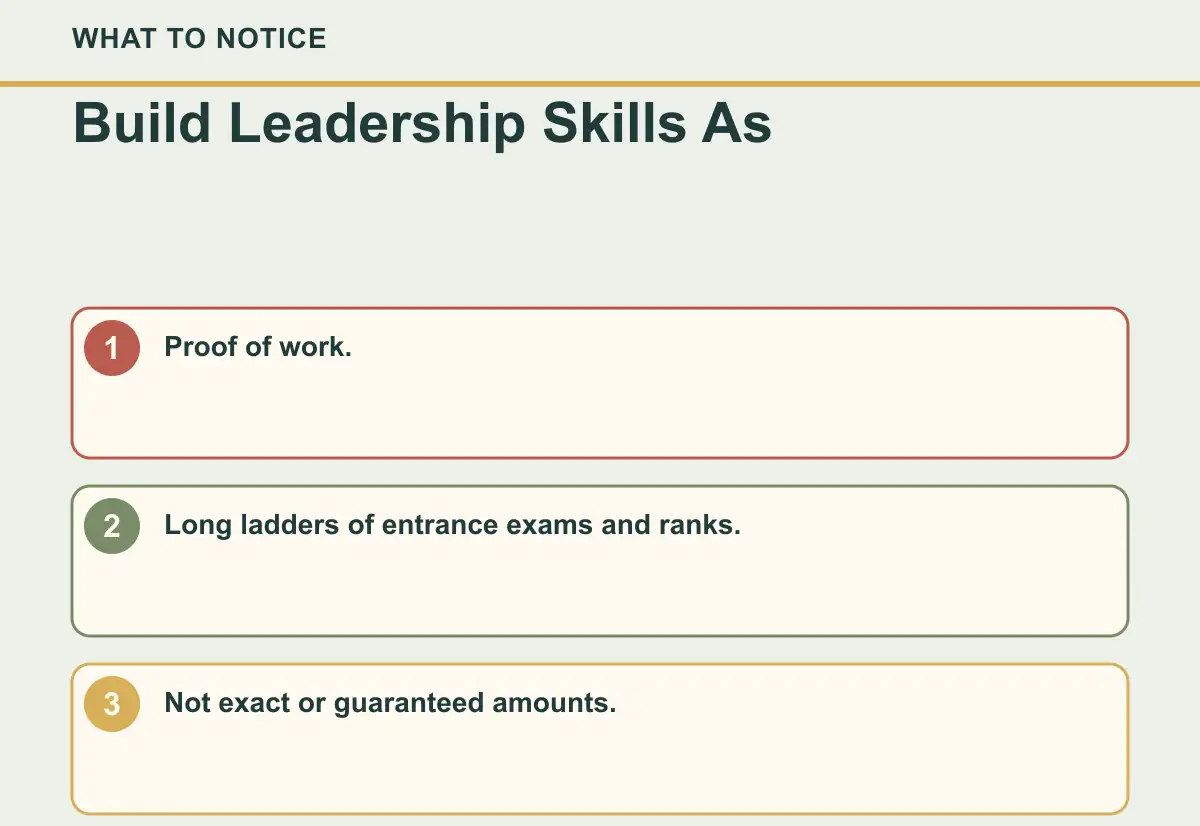 WHAT TO NOTICE
Build Leadership Skills As
1 Proof of work.
2 Long ladders of entrance exams and ranks.
3 Not exact or guaranteed amounts.